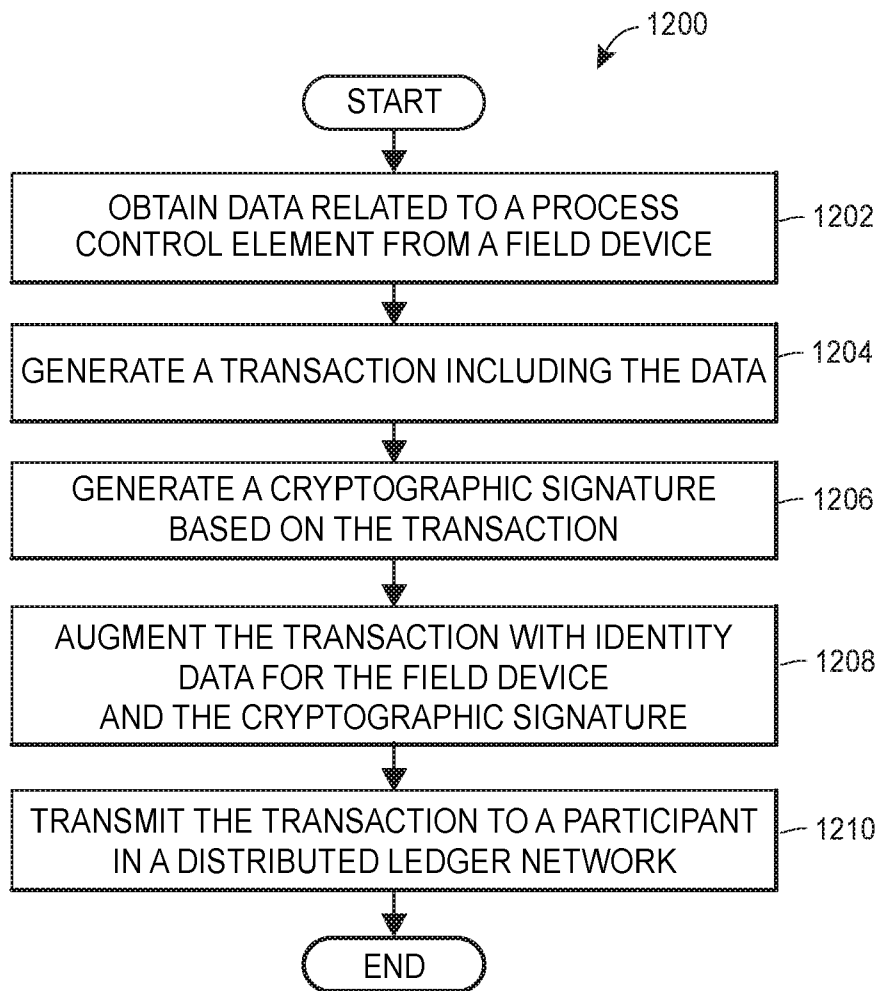 1200
START
OBTAIN DATA RELATED TO A PROCESS
CONTROL ELEMENT FROM A FIELD DEVICE
1202
GENERATE A TRANSACTION INCLUDING THE DATA
1204
GENERATE A CRYPTOGRAPHIC SIGNATURE
BASED ON THE TRANSACTION
1206
AUGMENT THE TRANSACTION WITH IDENTITY
DATA FOR THE FIELD DEVICE
AND THE CRYPTOGRAPHIC SIGNATURE
1208
TRANSMIT THE TRANSACTION TO A PARTICIPANT
IN A DISTRIBUTED LEDGER NETWORK
1210
END